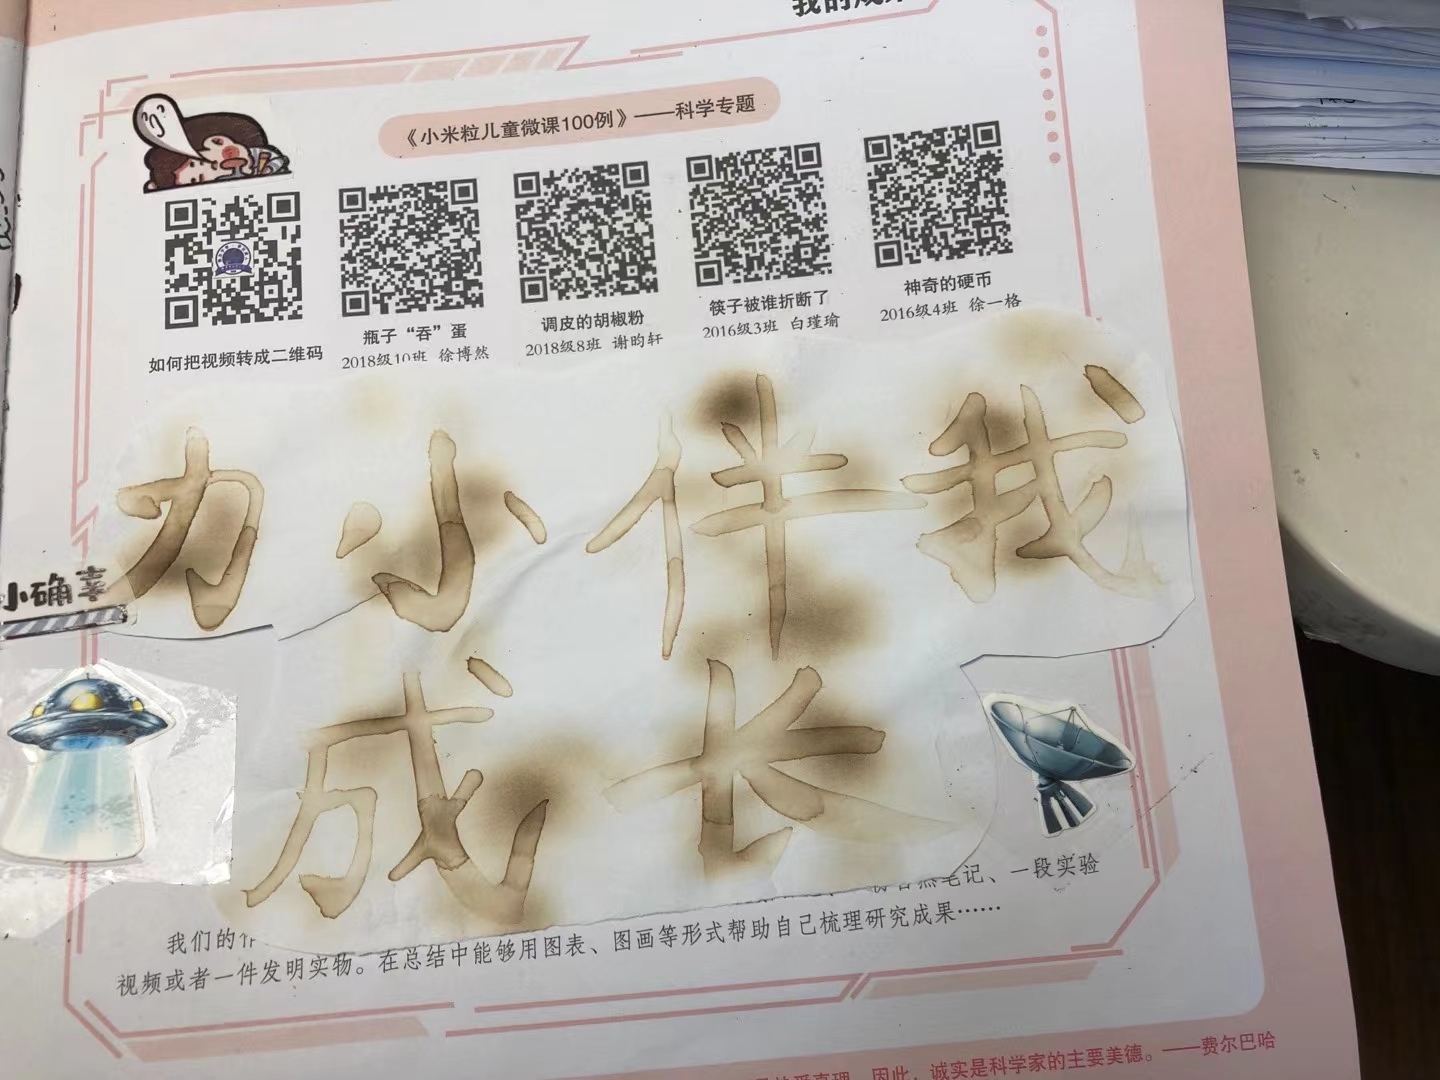 我的成果
《小米粒儿童微课100例》——科学专题
如何把视频转成二维码
瓶子“吞”蛋
2018级10班 徐博然
调皮的胡椒粉
2018级8班 谢昀轩
筷子被谁折断了
2016级3班 白瑾瑜
神奇的硬币
2016级4班 徐一格
力小伴我
成长
小确幸
我们的作
笔记、一段实验
视频或者一件发明实物。在总结中能够用图表、图画等形式帮助自己梳理研究成果……
爱真理，因此，诚实是科学家的主要美德。——费尔巴哈